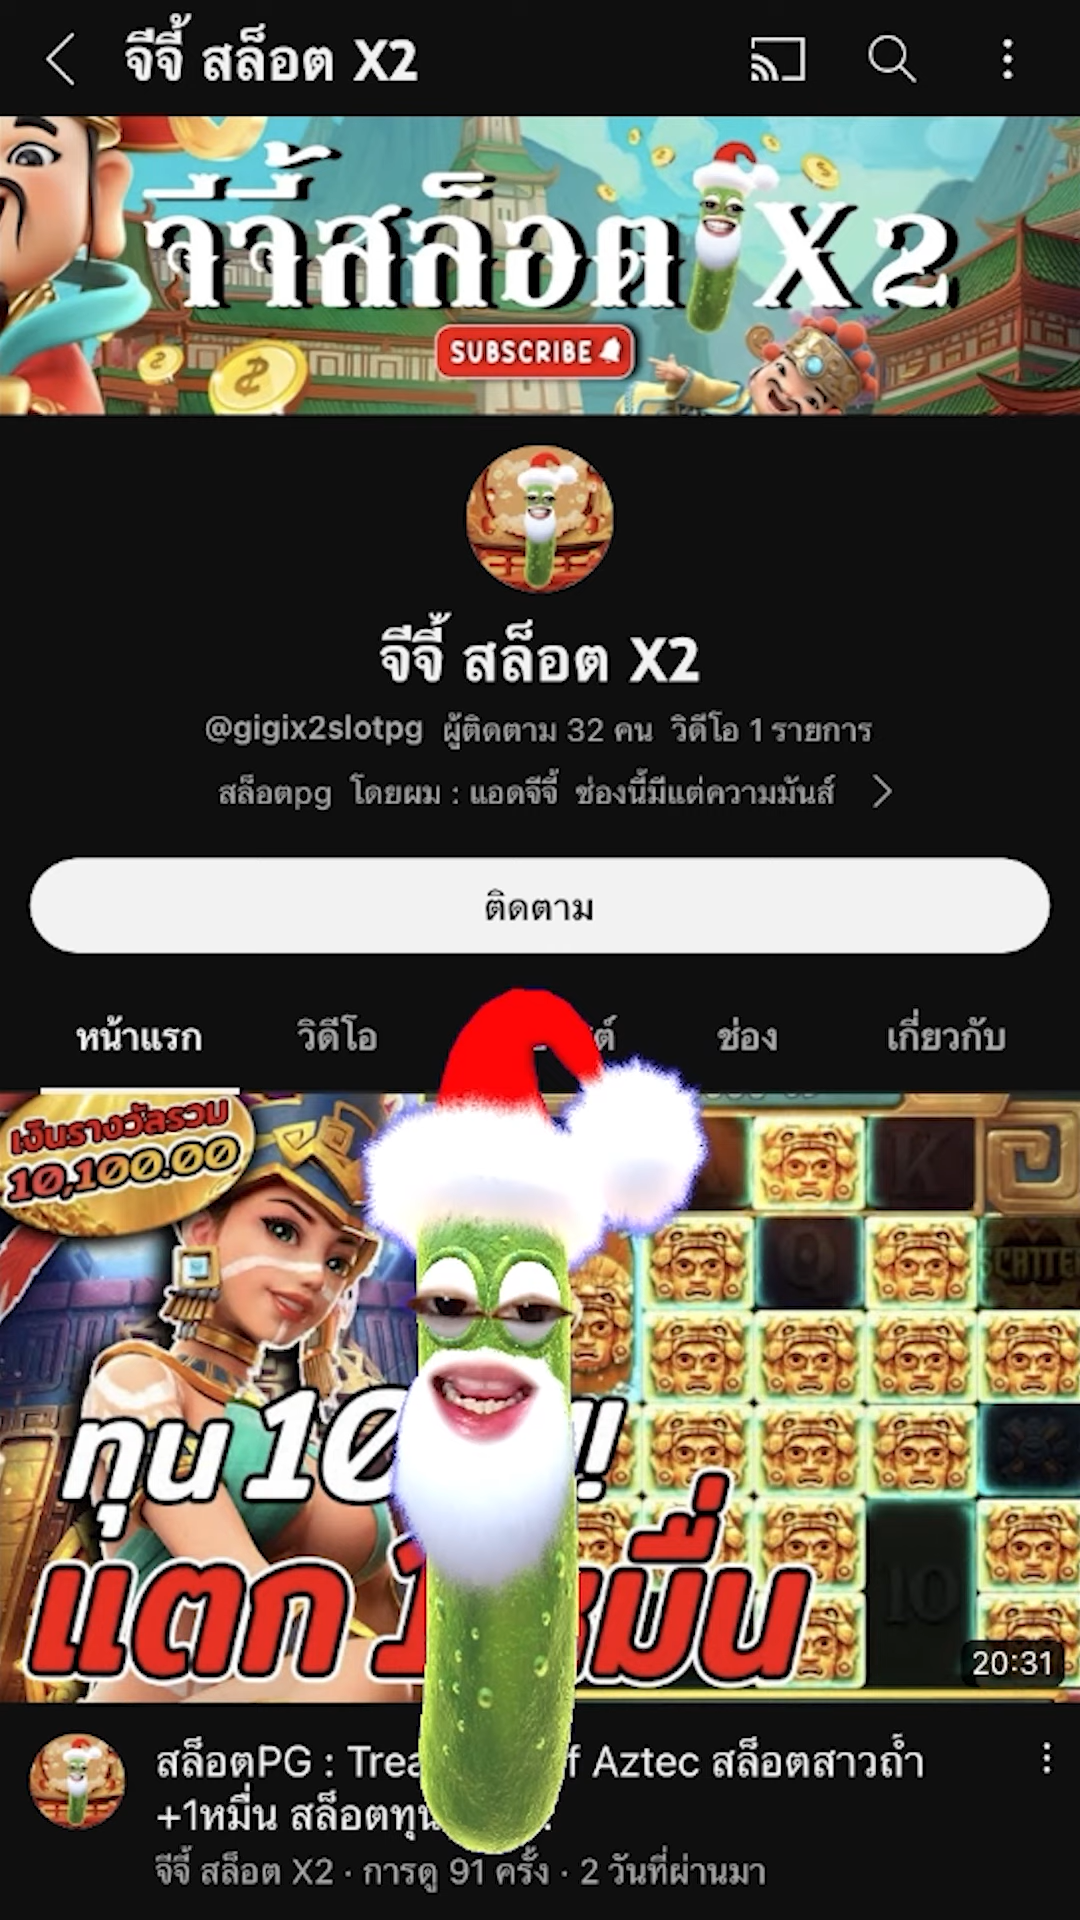 จีจี้ สล็อต X2
จีจี้สล็อต X2
SUBSCRIBE
จีจี้ สล็อต X2
@gigix2slotpg ผู้ติดตาม 32 คน วิดีโอ 1 รายการ
สล็อตpg โดยผม : แอดจีจี้ ช่องนี้มีแต่ความมันส์
ติดตาม
หน้าแรก วิดีโอ ช่อง เกี่ยวกับ
เงินรางวัลรวม
10,100.00
K
Q
SCATTE
ทุน 10
!
แตก 1 หมื่น
10
20:31
สล็อตPG : Trea f Aztec สล็อตสาวถ้ำ
+1หมื่น สล็อตทุน
จีจี้ สล็อต X2 · การดู 91 ครั้ง · 2 วันที่ผ่านมา